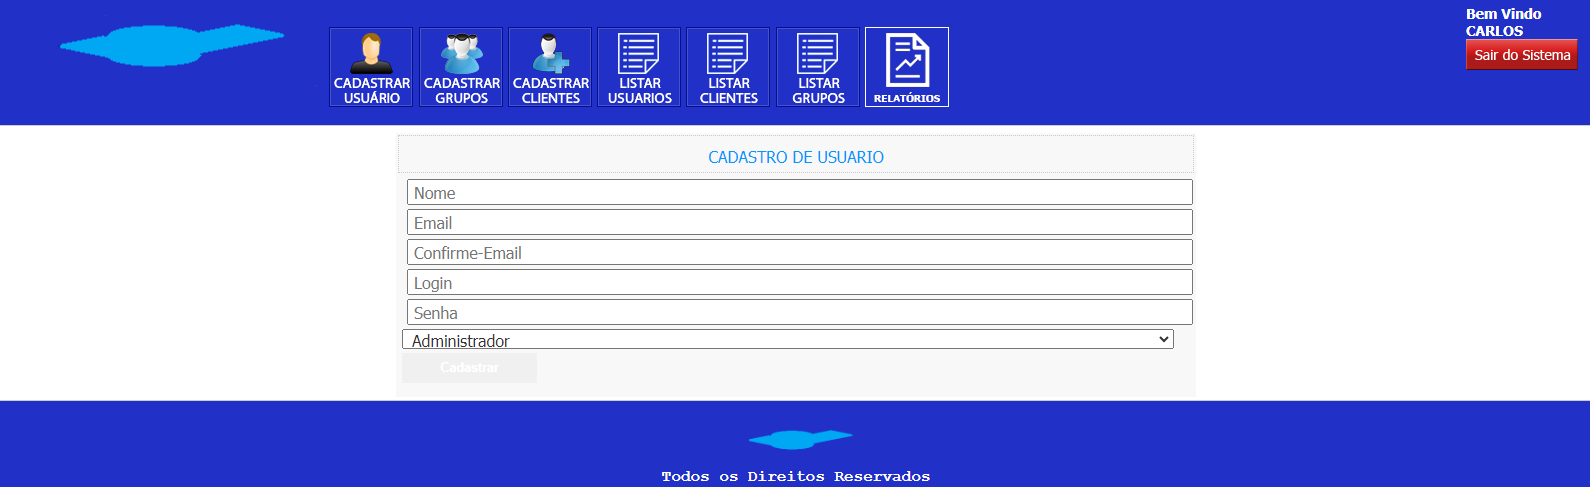 Bem Vindo
CARLOS
Sair do Sistema
CADASTRAR
USUÁRIO
CADASTRAR
GRUPOS
CADASTRAR
CLIENTES
LISTAR
USUARIOS
LISTAR
CLIENTES
LISTAR
GRUPOS
RELATÓRIOS
CADASTRO DE USUARIO
Nome
Email
Confirme-Email
Login
Senha
Administrador
Cadastrar
Todos os Direitos Reservados